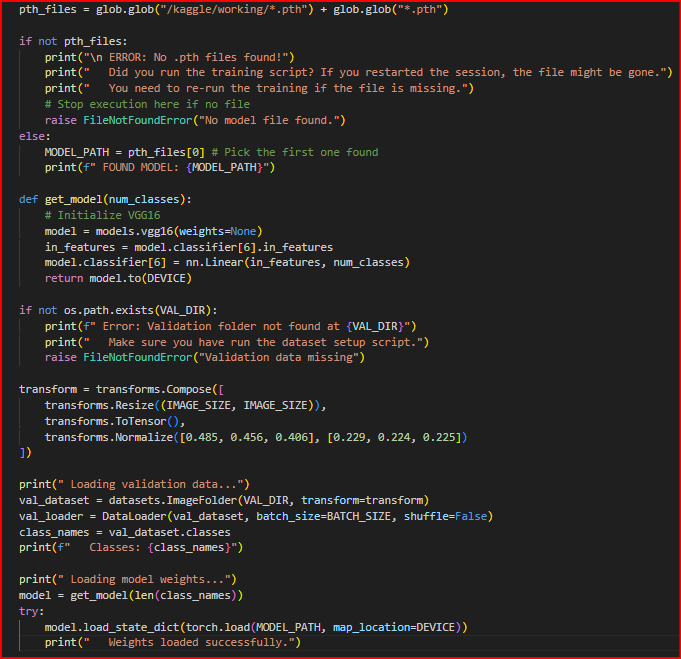 pth_files = glob.glob("/kaggle/working/*.pth") + glob.glob("*.pth")

if not pth_files:
    print("\n ERROR: No .pth files found!")
    print("   Did you run the training script? If you restarted the session, the file might be gone.")
    print("   You need to re-run the training if the file is missing.")
    # Stop execution here if no file
    raise FileNotFoundError("No model file found.")
else:
    MODEL_PATH = pth_files[0] # Pick the first one found
    print(f" FOUND MODEL: {MODEL_PATH}")

def get_model(num_classes):
    # Initialize VGG16
    model = models.vgg16(weights=None)
    in_features = model.classifier[6].in_features
    model.classifier[6] = nn.Linear(in_features, num_classes)
    return model.to(DEVICE)

if not os.path.exists(VAL_DIR):
    print(f" Error: Validation folder not found at {VAL_DIR}")
    print("   Make sure you have run the dataset setup script.")
    raise FileNotFoundError("Validation data missing")

transform = transforms.Compose([
    transforms.Resize((IMAGE_SIZE, IMAGE_SIZE)),
    transforms.ToTensor(),
    transforms.Normalize([0.485, 0.456, 0.406], [0.229, 0.224, 0.225])
])

print(" Loading validation data...")
val_dataset = datasets.ImageFolder(VAL_DIR, transform=transform)
val_loader = DataLoader(val_dataset, batch_size=BATCH_SIZE, shuffle=False)
class_names = val_dataset.classes
print(f"   Classes: {class_names}")

print(" Loading model weights...")
model = get_model(len(class_names))
try:
    model.load_state_dict(torch.load(MODEL_PATH, map_location=DEVICE))
    print("   Weights loaded successfully.")